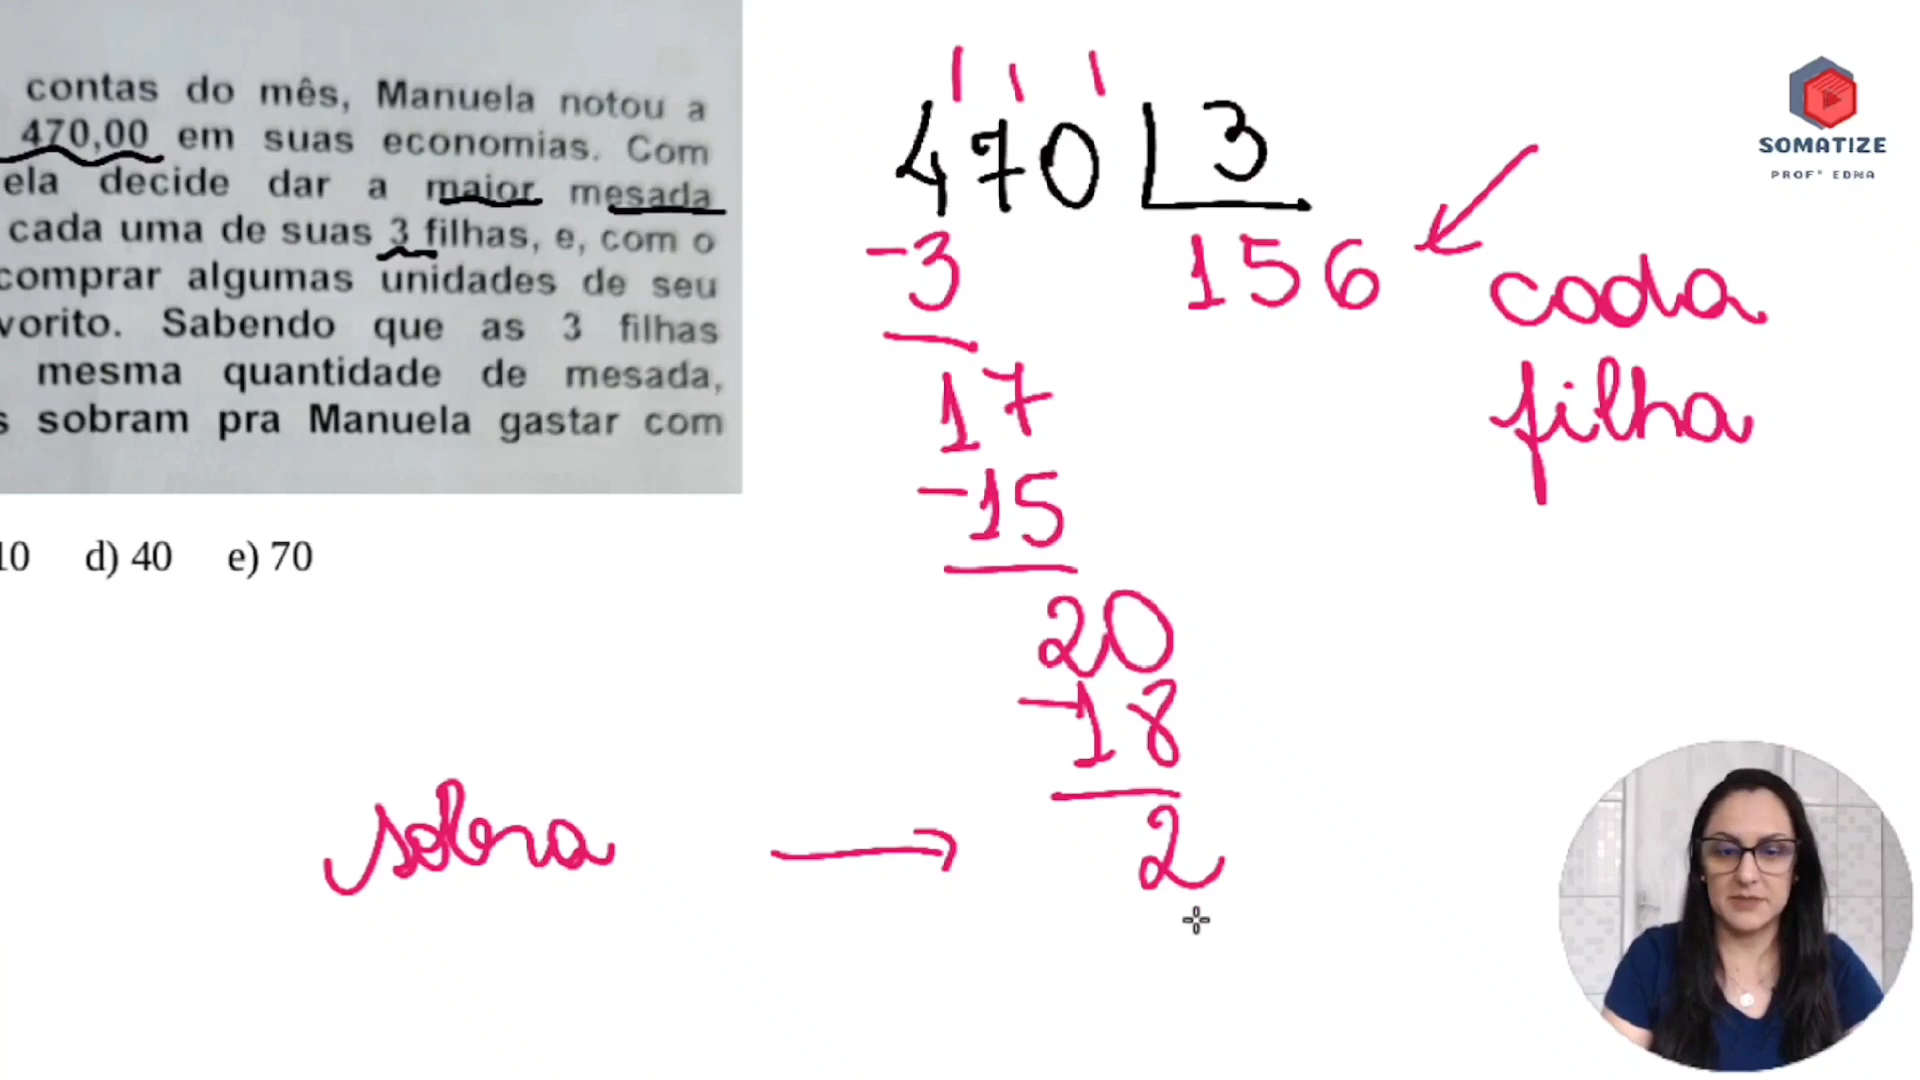 contas do mês, Manuela notou a
470,00 em suas economias. Com
ela decide dar a maior mesada
cada uma de suas 3 filhas, e, com o
comprar algumas unidades de seu
vorito. Sabendo que as 3 filhas
mesma quantidade de mesada,
s sobram pra Manuela gastar com
10 d) 40 e) 70
470 3
-3 156
17
-15
20
-18
2
cada
filha
sobra
SOMATIZE
PROFª EDNA